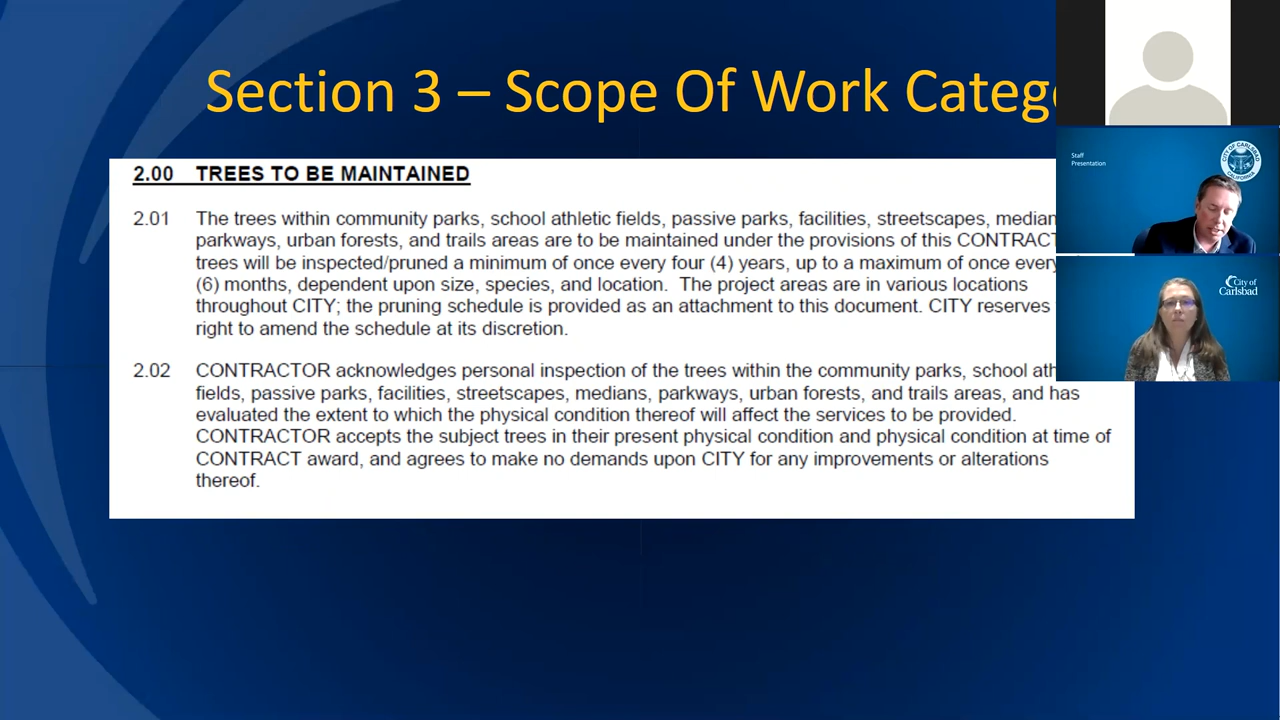 Section 3 – Scope Of Work Catego
2.00 TREES TO BE MAINTAINED
2.01 The trees within community parks, school athletic fields, passive parks, facilities, streetscapes, median
parkways, urban forests, and trails areas are to be maintained under the provisions of this CONTRACT
trees will be inspected/pruned a minimum of once every four (4) years, up to a maximum of once every
(6) months, dependent upon size, species, and location. The project areas are in various locations
throughout CITY; the pruning schedule is provided as an attachment to this document. CITY reserves
right to amend the schedule at its discretion.
2.02 CONTRACTOR acknowledges personal inspection of the trees within the community parks, school ath
fields, passive parks, facilities, streetscapes, medians, parkways, urban forests, and trails areas, and has
evaluated the extent to which the physical condition thereof will affect the services to be provided.
CONTRACTOR accepts the subject trees in their present physical condition and physical condition at time of
CONTRACT award, and agrees to make no demands upon CITY for any improvements or alterations
thereof.
Staff
Presentation
CITY OF CARLSBAD
CALIFORNIA
City of
Carlsbad